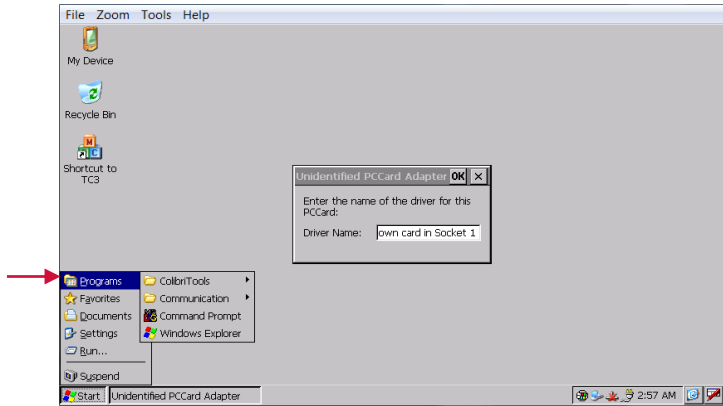 File Zoom Tools Help
My Device
Recycle Bin
Shortcut to
TC3
Unidentified PCCard Adapter OK
Enter the name of the driver for this
PCCard:
Driver Name: own card in Socket 1
Programs
Favorites
Documents
Settings
Run...
Suspend
ColibriTools
Communication
Command Prompt
Windows Explorer
Start
Unidentified PCCard Adapter
2:57 AM